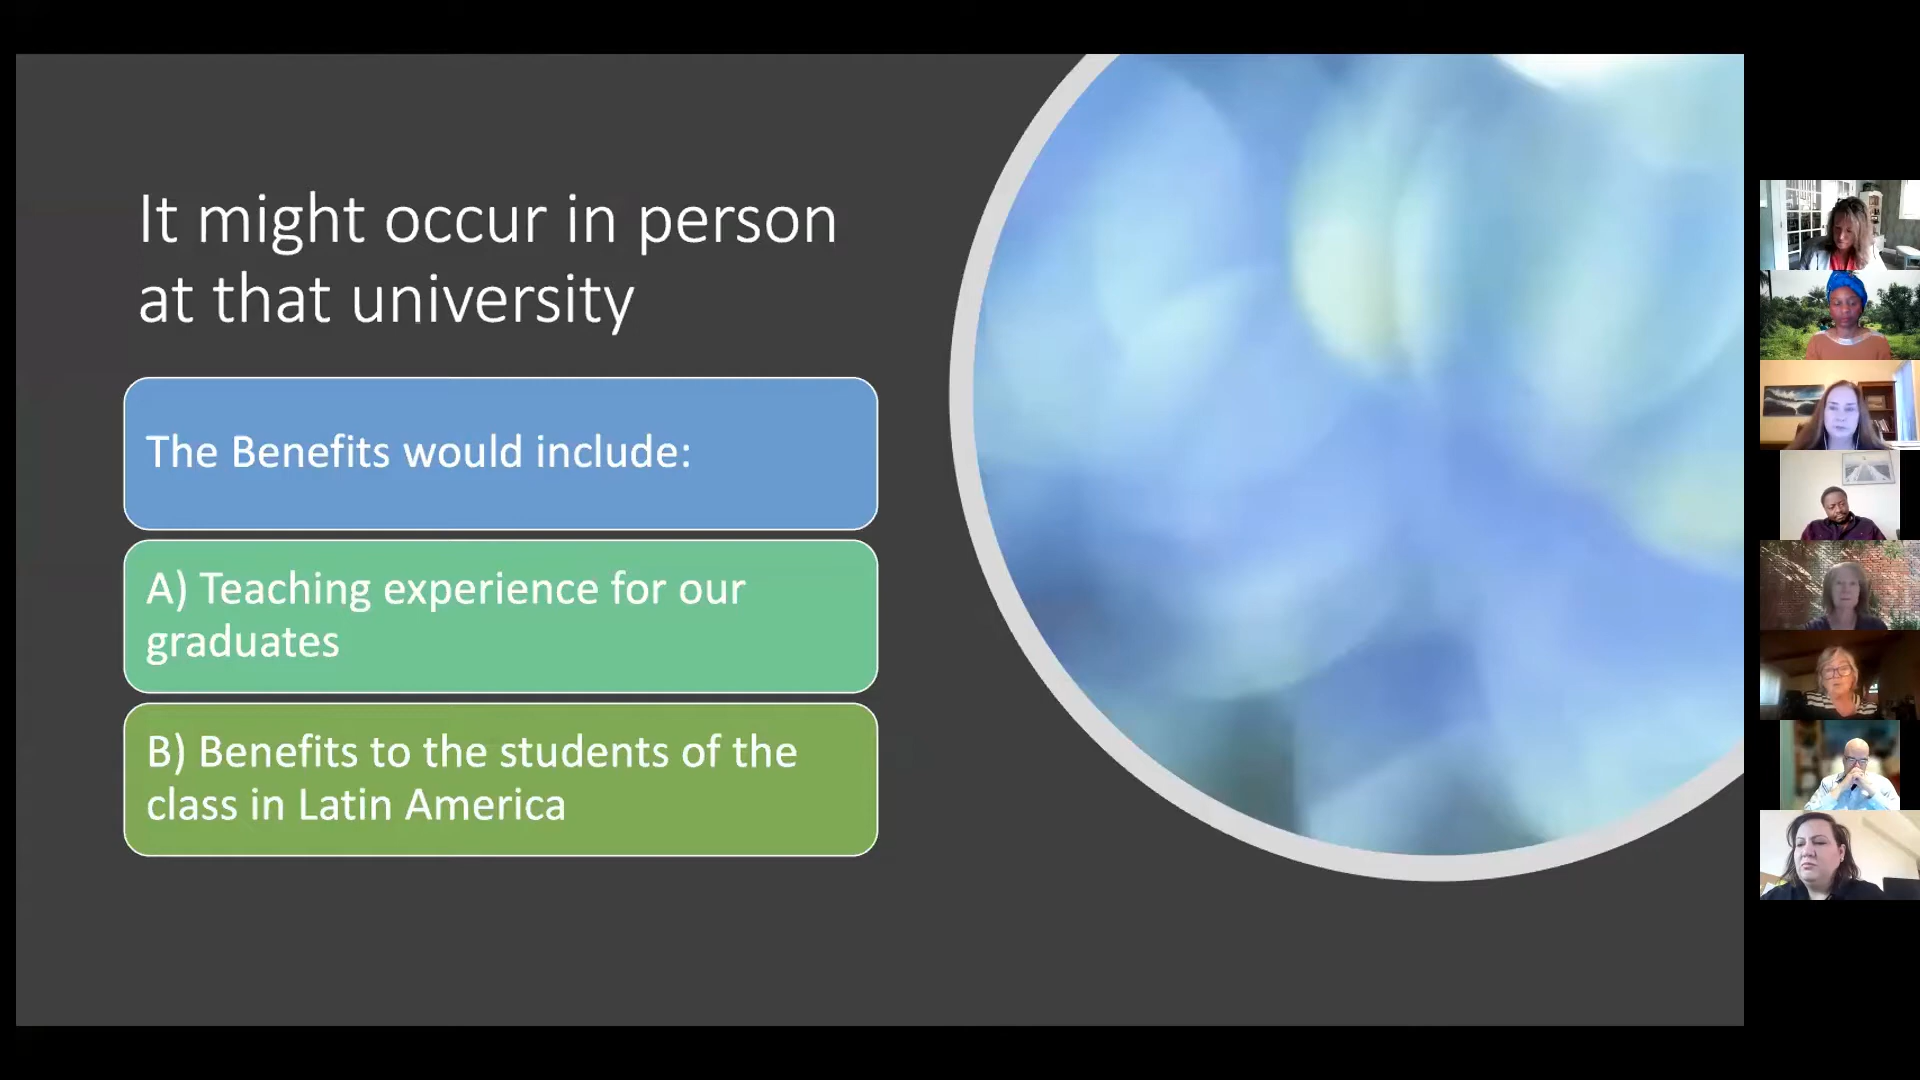 It might occur in person
at that university
The Benefits would include:
A) Teaching experience for our
graduates
B) Benefits to the students of the
class in Latin America